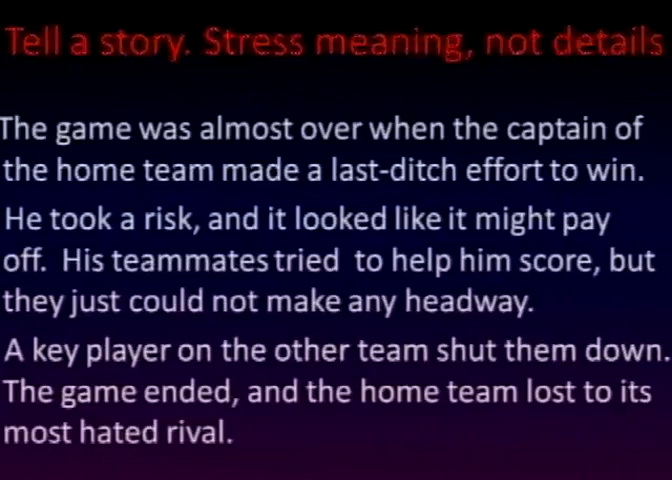 Tell a story. Stress meaning, not details
The game was almost over when the captain of
the home team made a last-ditch effort to win.
He took a risk, and it looked like it might pay
off. His teammates tried to help him score, but
they just could not make any headway.
A key player on the other team shut them down.
The game ended, and the home team lost to its
most hated rival.